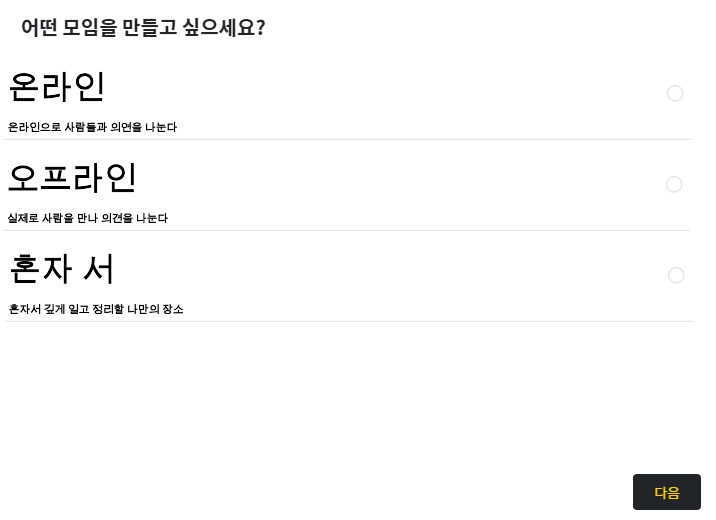 어떤 모임을 만들고 싶으세요?
온라인
온라인으로 사람들과 의연을 나눈다
오프라인
실제로 사람을 만나 의견을 나눈다
혼자 서
혼자서 깊게 일고 정리할 나만의 장소
다음